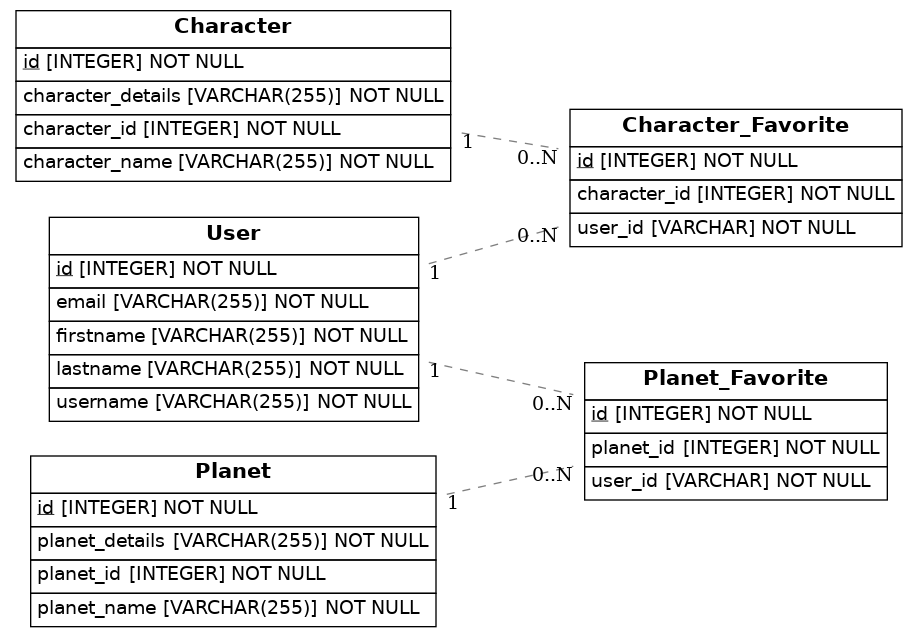 Character
id [INTEGER] NOT NULL
character_details [VARCHAR(255)] NOT NULL
character_id [INTEGER] NOT NULL
character_name [VARCHAR(255)] NOT NULL
1
0..N
Character_Favorite
id [INTEGER] NOT NULL
character_id [INTEGER] NOT NULL
user_id [VARCHAR] NOT NULL
User
id [INTEGER] NOT NULL
email [VARCHAR(255)] NOT NULL
firstname [VARCHAR(255)] NOT NULL
lastname [VARCHAR(255)] NOT NULL
username [VARCHAR(255)] NOT NULL
1
0..N
1
0..N
Planet_Favorite
id [INTEGER] NOT NULL
planet_id [INTEGER] NOT NULL
user_id [VARCHAR] NOT NULL
Planet
id [INTEGER] NOT NULL
planet_details [VARCHAR(255)] NOT NULL
planet_id [INTEGER] NOT NULL
planet_name [VARCHAR(255)] NOT NULL
1
0..N